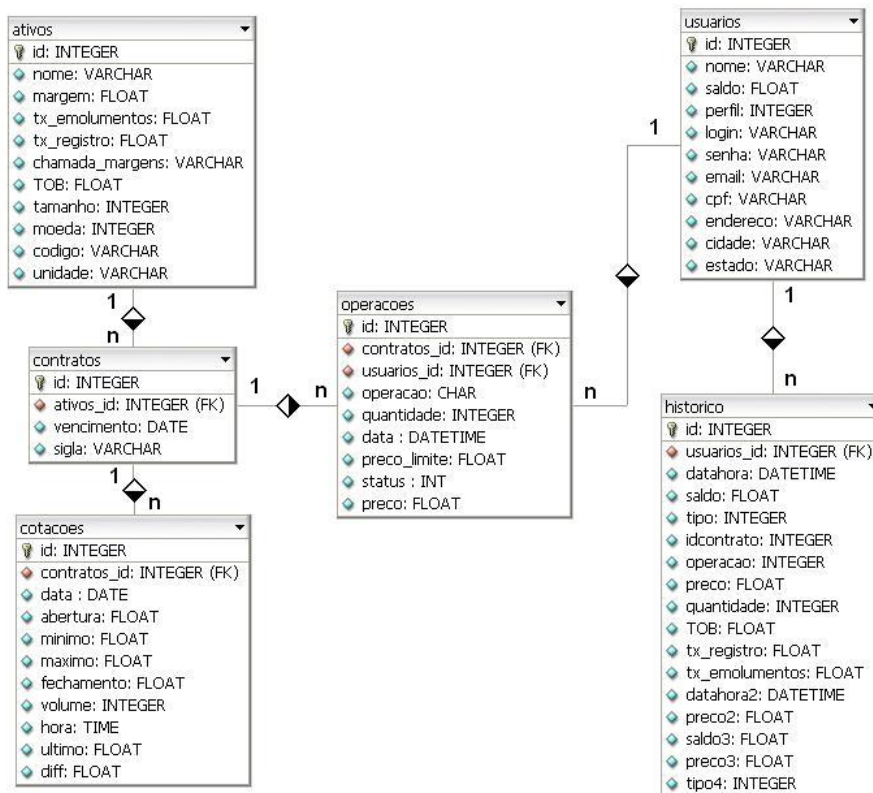 ativos
id: INTEGER
nome: VARCHAR
margem: FLOAT
tx_emolumentos: FLOAT
tx_registro: FLOAT
chamada_margens: VARCHAR
TOB: FLOAT
tamanho: INTEGER
moeda: INTEGER
codigo: VARCHAR
unidade: VARCHAR
1
n
contratos
id: INTEGER
ativos_id: INTEGER (FK)
vencimento: DATE
sigla: VARCHAR
1
n
1
n
cotacoes
id: INTEGER
contratos_id: INTEGER (FK)
data : DATE
abertura: FLOAT
minimo: FLOAT
maximo: FLOAT
fechamento: FLOAT
volume: INTEGER
hora: TIME
ultimo: FLOAT
diff: FLOAT
operacoes
id: INTEGER
contratos_id: INTEGER (FK)
usuarios_id: INTEGER (FK)
operacao: CHAR
quantidade: INTEGER
data : DATETIME
preco_limite: FLOAT
status : INT
preco: FLOAT
n
1
usuarios
id: INTEGER
nome: VARCHAR
saldo: FLOAT
perfil: INTEGER
login: VARCHAR
senha: VARCHAR
email: VARCHAR
cpf: VARCHAR
endereco: VARCHAR
cidade: VARCHAR
estado: VARCHAR
1
n
historico
id: INTEGER
usuarios_id: INTEGER (FK)
datahora: DATETIME
saldo: FLOAT
tipo: INTEGER
idcontrato: INTEGER
operacao: INTEGER
preco: FLOAT
quantidade: INTEGER
TOB: FLOAT
tx_registro: FLOAT
tx_emolumentos: FLOAT
datahora2: DATETIME
preco2: FLOAT
saldo3: FLOAT
preco3: FLOAT
tipo4: INTEGER